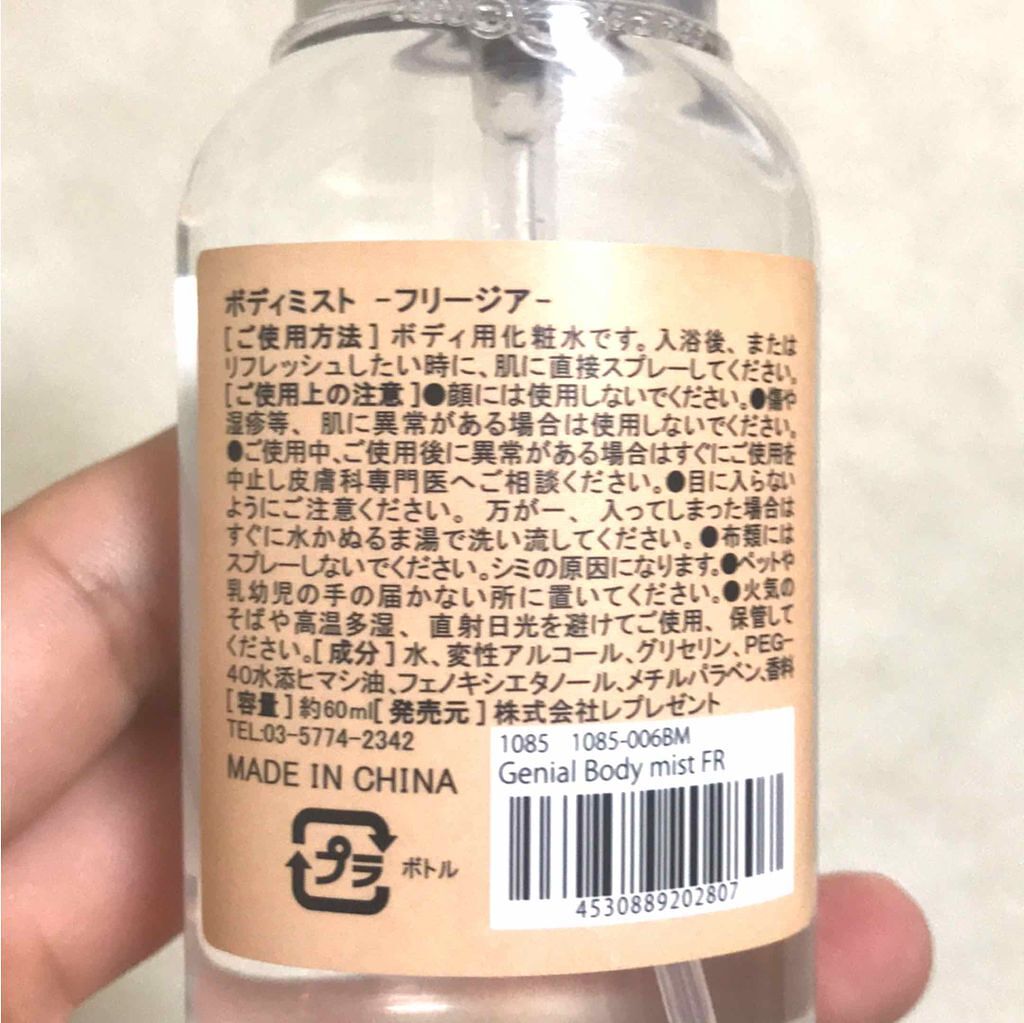 ボディミスト -フリージア-
[ご使用方法]ボディ用化粧水です。入浴後、または
リフレッシュしたい時に、肌に直接スプレーしてください。
[ご使用上の注意]●顔には使用しないでください。●傷や
湿疹等、肌に異常がある場合は使用しないでください。
●ご使用中、ご使用後に異常がある場合はすぐにご使用を
中止し皮膚科専門医へご相談ください。●目に入らない
ようにご注意ください。万が一、入ってしまった場合は
すぐに水かぬるま湯で洗い流してください。●布類には
スプレーしないでください。シミの原因になります。●ペットや
乳幼児の手の届かない所に置いてください。●火気の
そばや高温多湿、直射日光を避けてご使用、保管して
ください。[成分]水、変性アルコール、グリセリン、PEG-
40水添ヒマシ油、フェノキシエタノール、メチルパラベン、香料
[容量]約60ml[発売元]株式会社レプレゼント
TEL:03-5774-2342
MADE IN CHINA
プラ ボトル
1085 1085-006BM
Genial Body mist FR
4530889202807